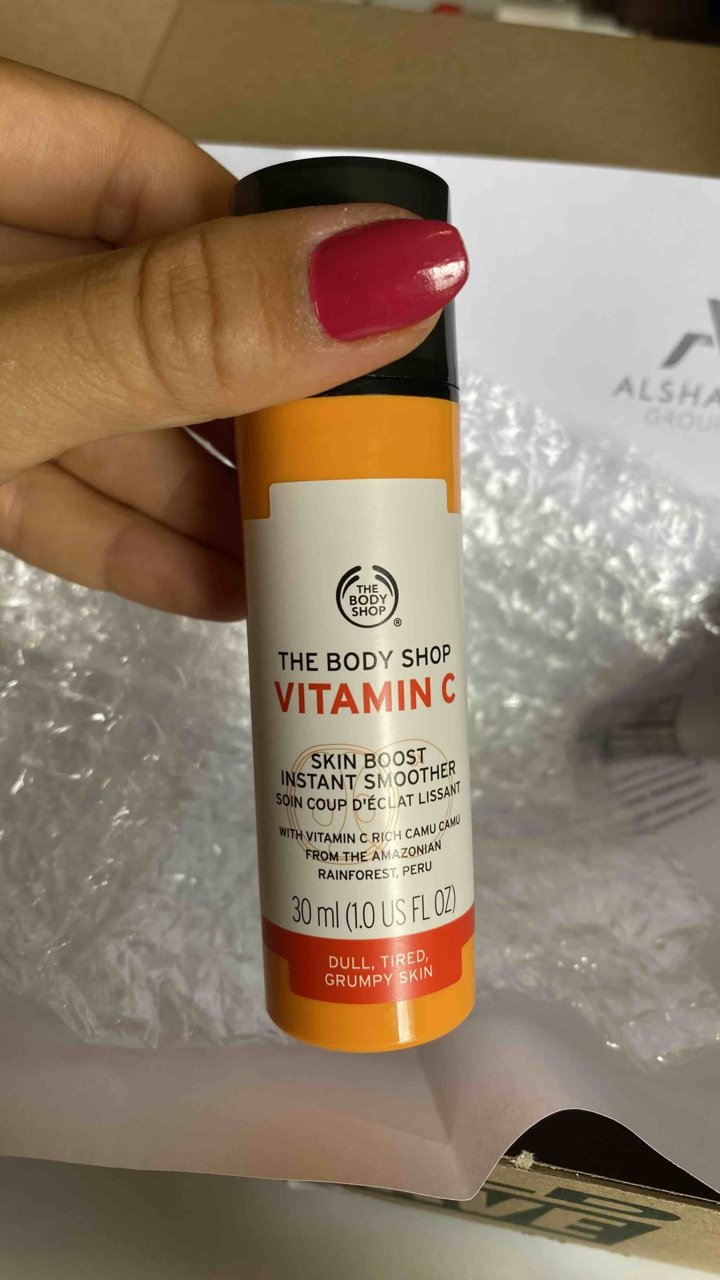 ALSHA
GROU
THE
BODY
SHOP
®
THE BODY SHOP
VITAMIN C
SKIN BOOST
INSTANT SMOOTHER
SOIN COUP D'ÉCLAT LISSANT
WITH VITAMIN C RICH CAMU CAMU
FROM THE AMAZONIAN
RAINFOREST, PERU
30 ml (1.0 US FL OZ)
DULL, TIRED,
GRUMPY SKIN